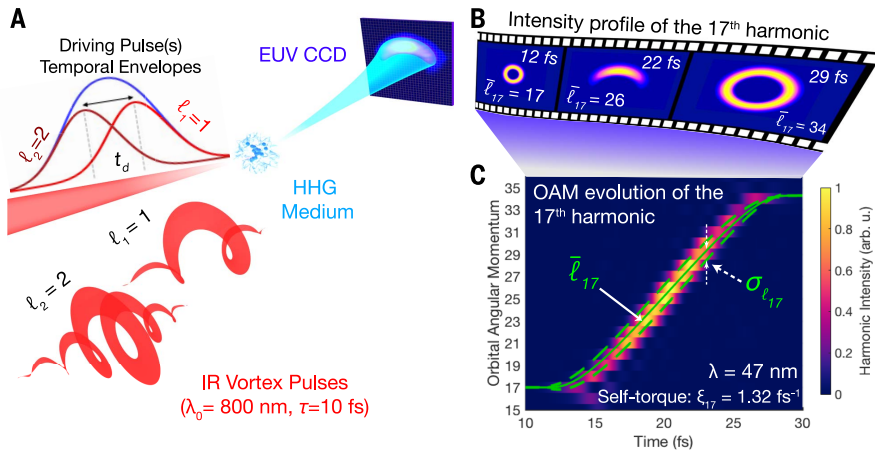 A
Driving Pulse(s)
Temporal Envelopes
ℓ₂=2
ℓ₁=1
t_d
EUV CCD
HHG
Medium
ℓ₁ = 1
ℓ₂ = 2
IR Vortex Pulses
(λ₀= 800 nm, τ=10 fs)
B
Intensity profile of the 17th harmonic
12 fs
ℓ̅₁₇ = 17
22 fs
ℓ̅₁₇ = 26
29 fs
ℓ̅₁₇ = 34
C
OAM evolution of the
17th harmonic
ℓ̅₁₇
σ_ℓ₁₇
λ = 47 nm
Self-torque: ξ₁₇ = 1.32 fs⁻¹
Orbital Angular Momentum
35
33
31
29
27
25
23
21
19
17
15
10
15
20
25
30
Time (fs)
1
0.8
0.6
0.4
0.2
0
Harmonic Intensity (arb. u.)